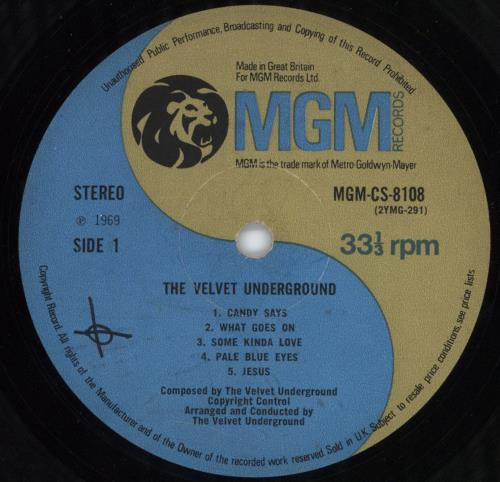 Unauthorised Public Performance, Broadcasting and Copying of this Record Prohibited.
Made in Great Britain
For MGM Records Ltd.
MGM RECORDS
MGM is the trade mark of Metro-Goldwyn-Mayer
STEREO
℗ 1969
SIDE 1
MGM-CS-8108
(2YMG-291)
33⅓ rpm
THE VELVET UNDERGROUND
1. CANDY SAYS
2. WHAT GOES ON
3. SOME KINDA LOVE
4. PALE BLUE EYES
5. JESUS
Composed by The Velvet Underground
Copyright Control
Arranged and Conducted by
The Velvet Underground
Copyright Record. All rights of the Manufacturer and of the Owner of the recorded work reserved. Sold in U.K. Subject to resale price conditions, see price lists